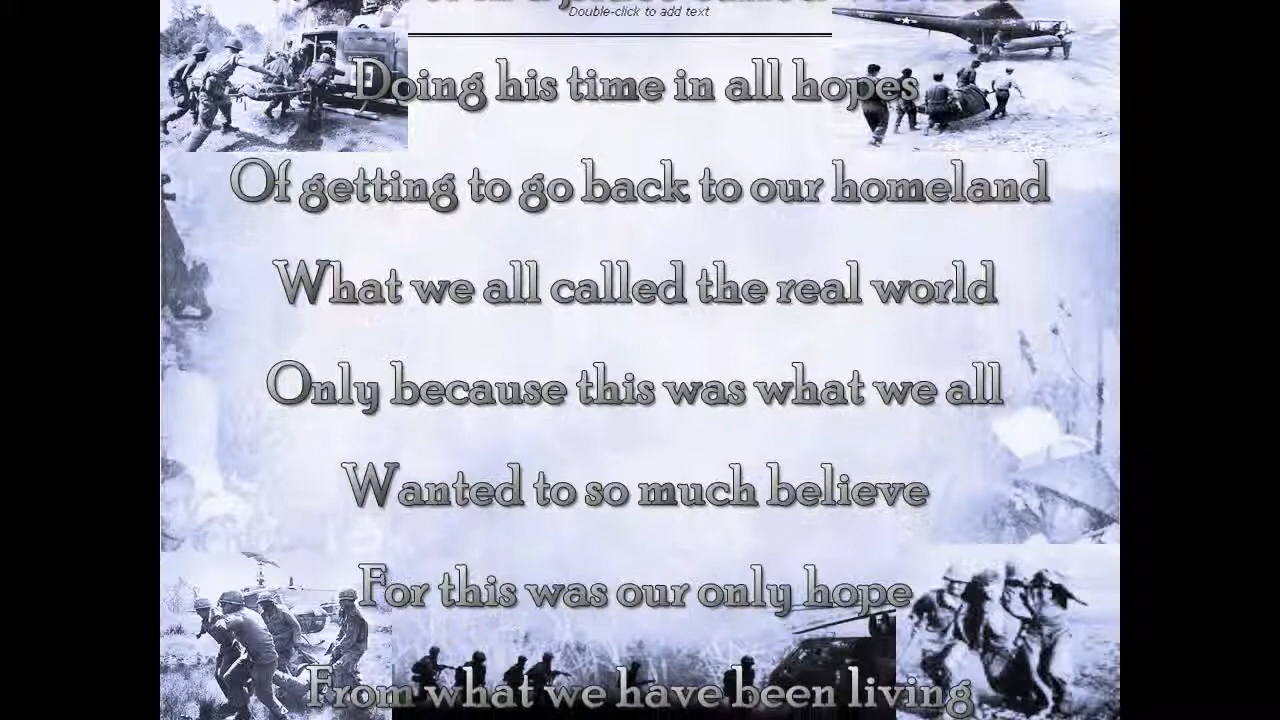 Double-click to add text
Doing his time in all hopes
Of getting to go back to our homeland
What we all called the real world
Only because this was what we all
Wanted to so much believe
For this was our only hope
From what we have been living